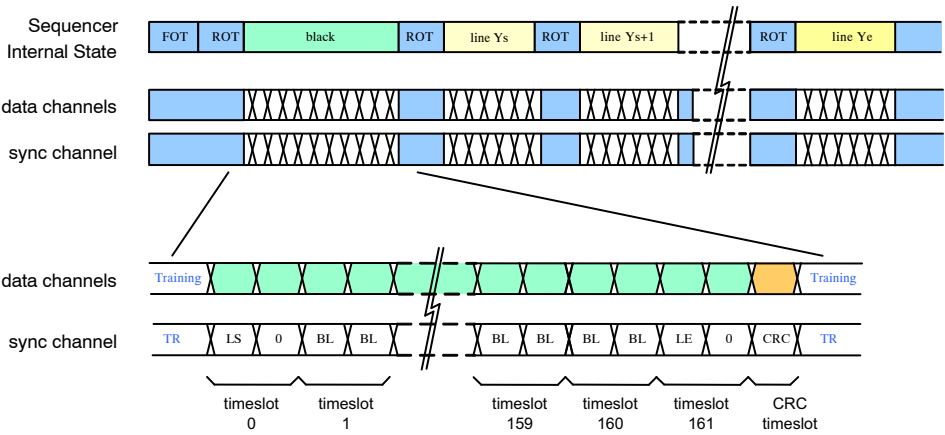 Sequencer
Internal State
FOT ROT black ROT line Ys ROT line Ys+1 ROT line Ye
data channels
sync channel
data channels
Training Training
sync channel
TR LS 0 BL BL BL BL BL BL LE 0 CRC TR
timeslot timeslot timeslot timeslot timeslot CRC
0 1 159 160 161 timeslot